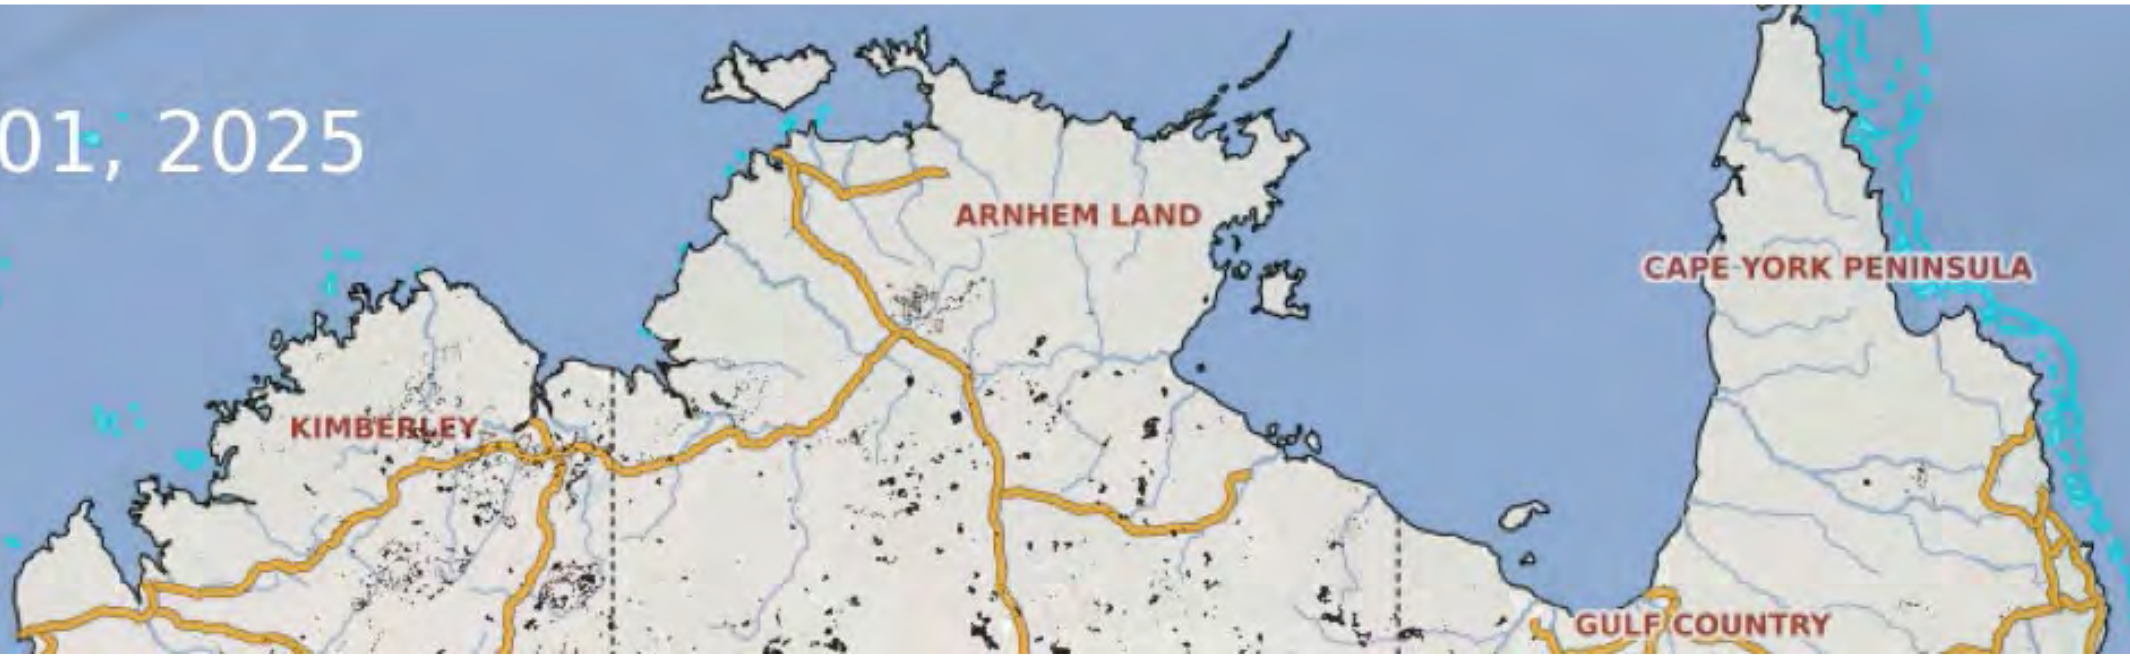 01, 2025
ARNHEM LAND
CAPE YORK PENINSULA
KIMBERLEY
GULF COUNTRY